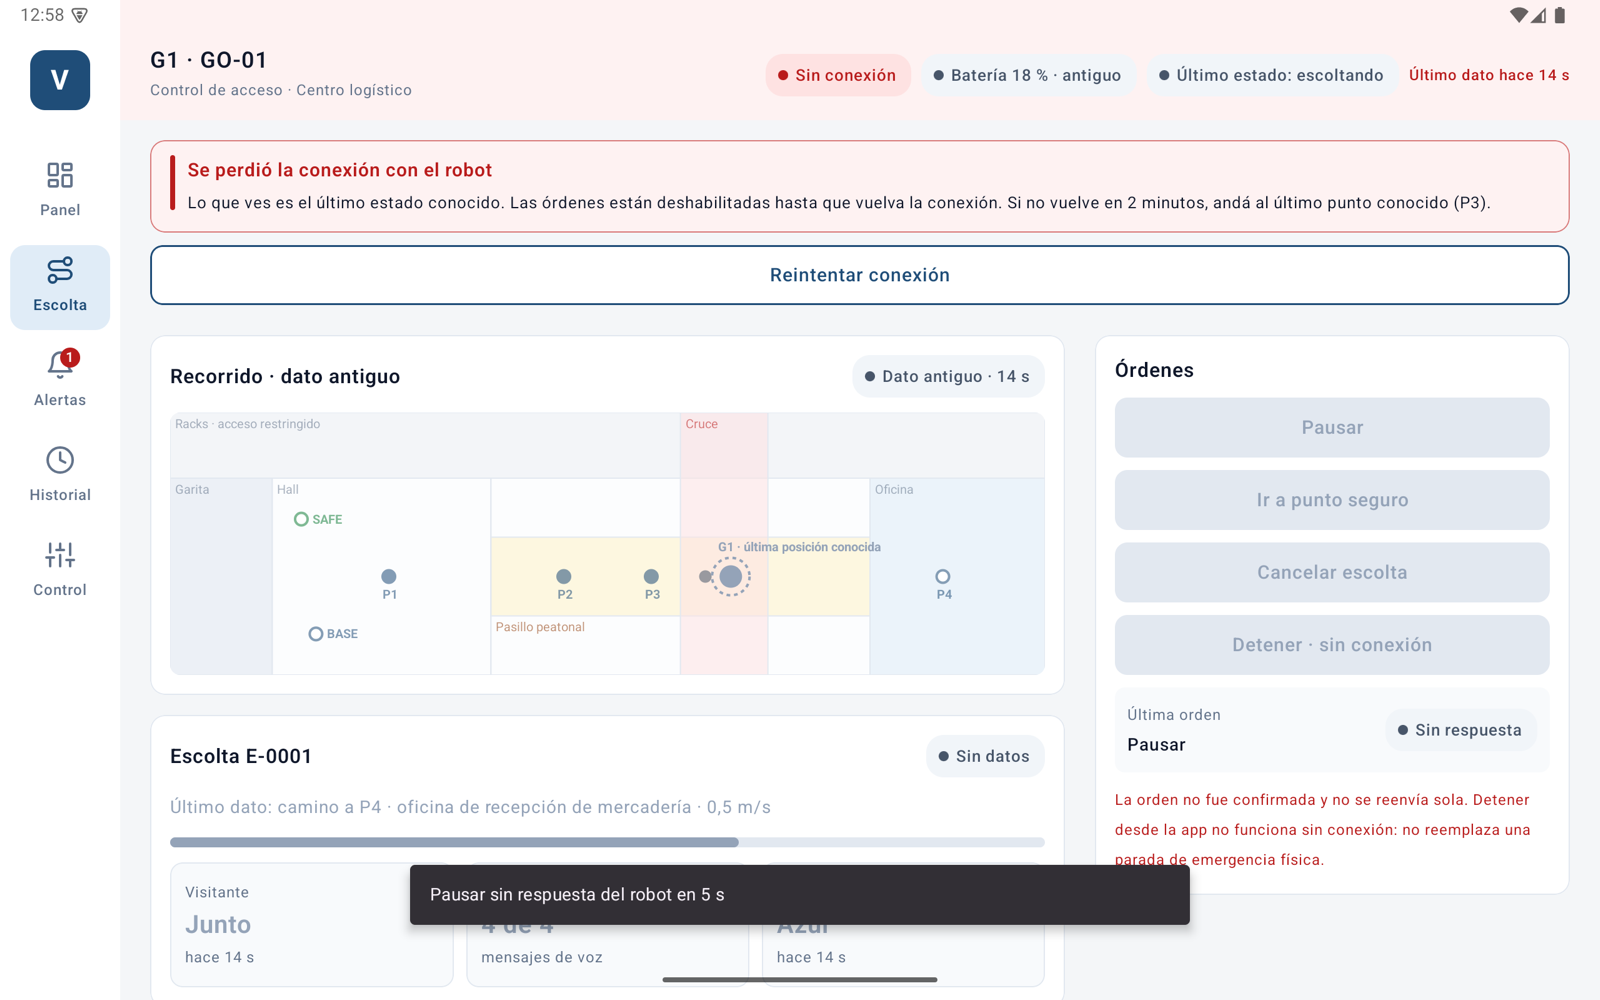 12:58
V
Panel
Escolta
1
Alertas
Historial
Control
G1 · GO-01
Control de acceso · Centro logístico
Sin conexión
Batería 18 % · antiguo
Último estado: escoltando
Último dato hace 14 s
Se perdió la conexión con el robot
Lo que ves es el último estado conocido. Las órdenes están deshabilitadas hasta que vuelva la conexión. Si no vuelve en 2 minutos, andá al último punto conocido (P3).
Reintentar conexión
Recorrido · dato antiguo
Dato antiguo · 14 s
Racks · acceso restringido
Cruce
Garita
Hall
Oficina
SAFE
G1 · última posición conocida
P1
P2
P3
P4
Pasillo peatonal
BASE
Escolta E-0001
Sin datos
Último dato: camino a P4 · oficina de recepción de mercadería · 0,5 m/s
Visitante
Junto
hace 14 s
4 de 4
mensajes de voz
Azul
hace 14 s
Pausar sin respuesta del robot en 5 s
Órdenes
Pausar
Ir a punto seguro
Cancelar escolta
Detener · sin conexión
Última orden
Pausar
Sin respuesta
La orden no fue confirmada y no se reenvía sola. Detener
desde la app no funciona sin conexión: no reemplaza una
parada de emergencia física.